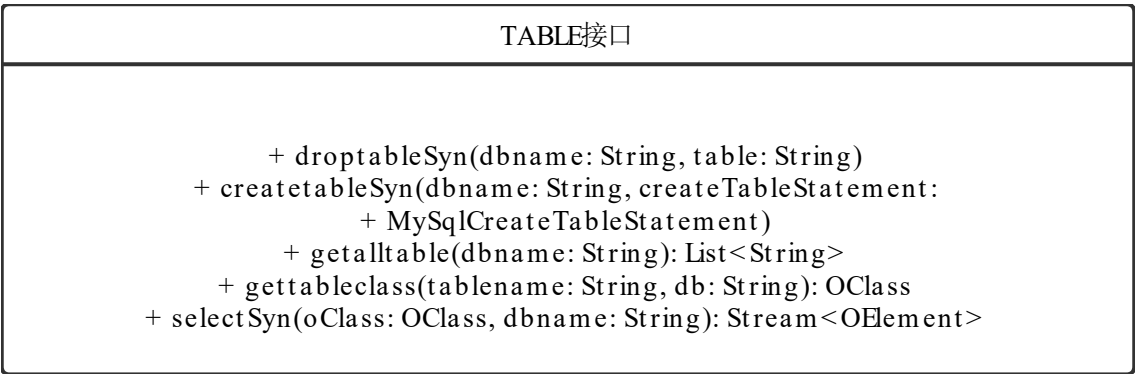 TABLE接口
+ droptableSyn(dbname: String, table: String)
+ createtableSyn(dbname: String, createTableStatement:
+ MySqlCreateTableStatement)
+ getalltable(dbname: String): List<String>
+ gettableclass(tablename: String, db: String): OClass
+ selectSyn(oClass: OClass, dbname: String): Stream<OElement>